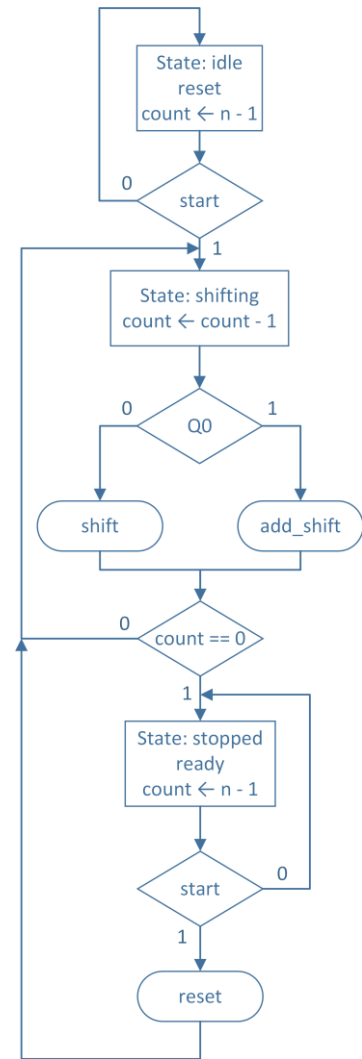 State: idle
reset
count ← n - 1
0
start
1
State: shifting
count ← count - 1
0
1
Q0
shift
add_shift
0
count == 0
1
State: stopped
ready
count ← n - 1
start
0
1
reset